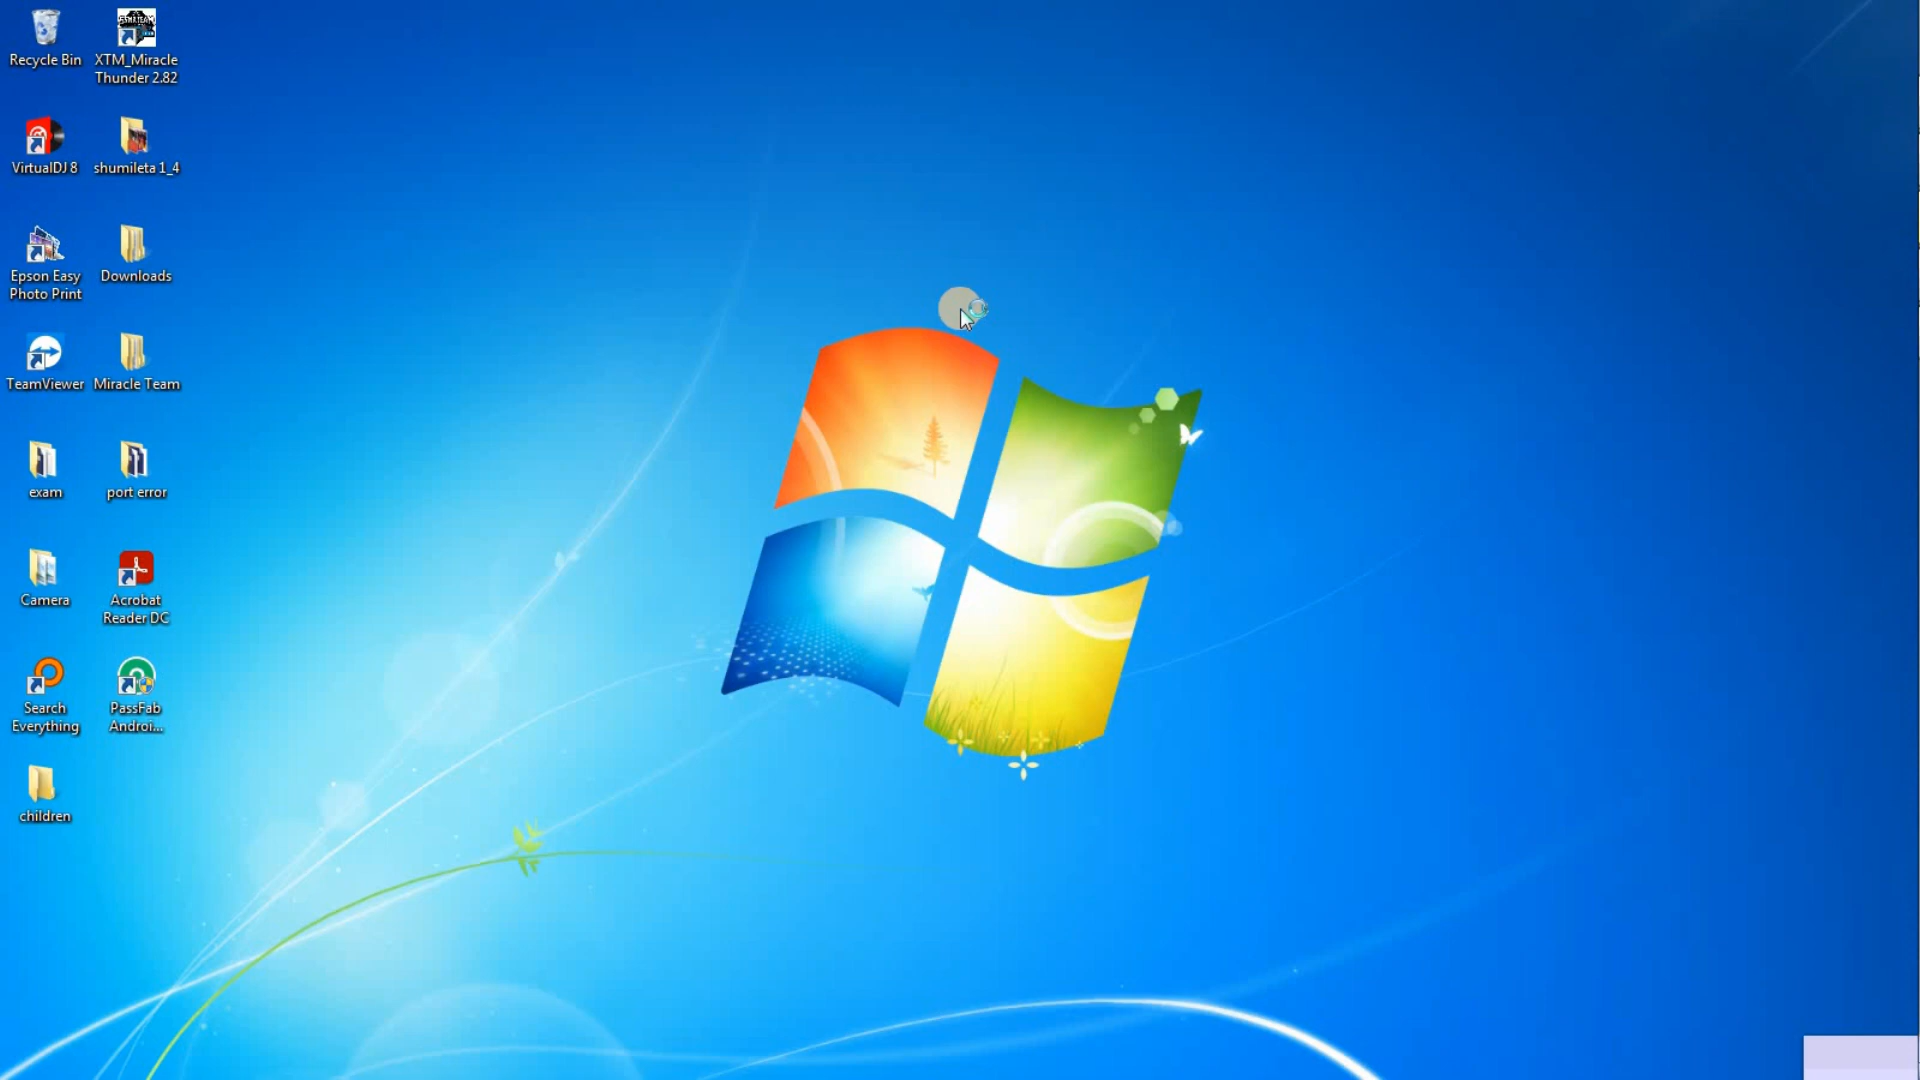 Recycle Bin
XTM_Miracle
Thunder 2.82
VirtualDJ 8
shumileta 1_4
Epson Easy
Photo Print
Downloads
TeamViewer
Miracle Team
exam
port error
Camera
Acrobat
Reader DC
Search
Everything
PassFab
Androi...
children